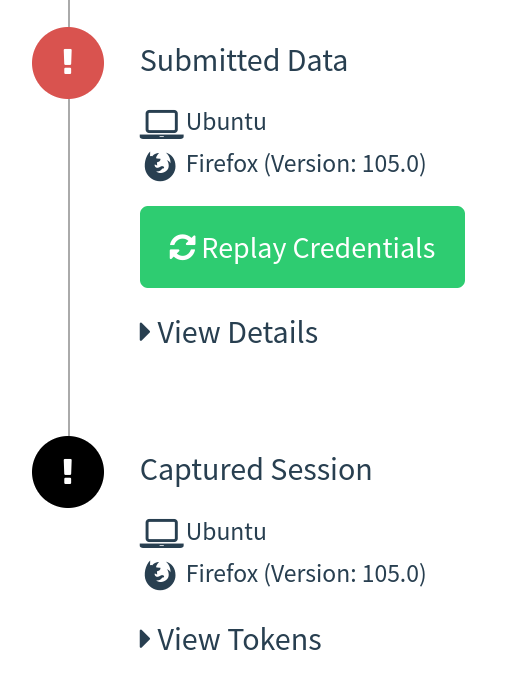 Submitted Data
Ubuntu
Firefox (Version: 105.0)
Replay Credentials
View Details
Captured Session
Ubuntu
Firefox (Version: 105.0)
View Tokens